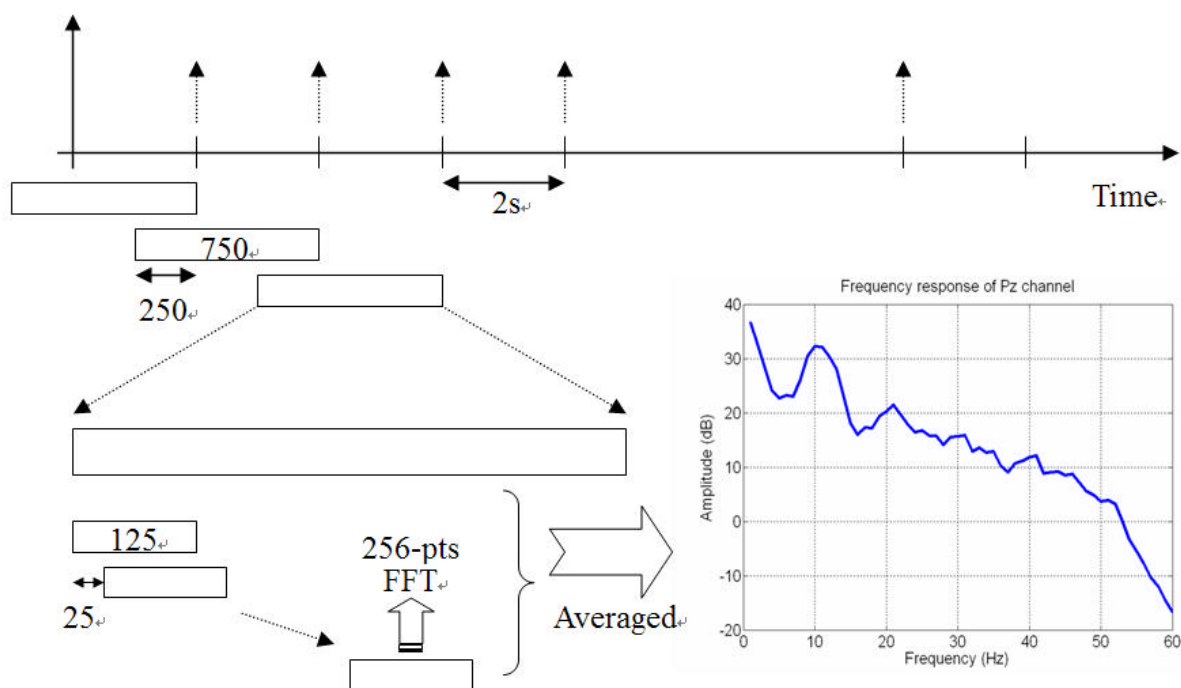 2s↵
Time↵
750↵
250↵
125↵
25↵
256-pts
FFT↵
Averaged↵
Frequency response of Pz channel
Amplitude (dB)
40
30
20
10
0
-10
-20
0 10 20 30 40 50 60
Frequency (Hz)